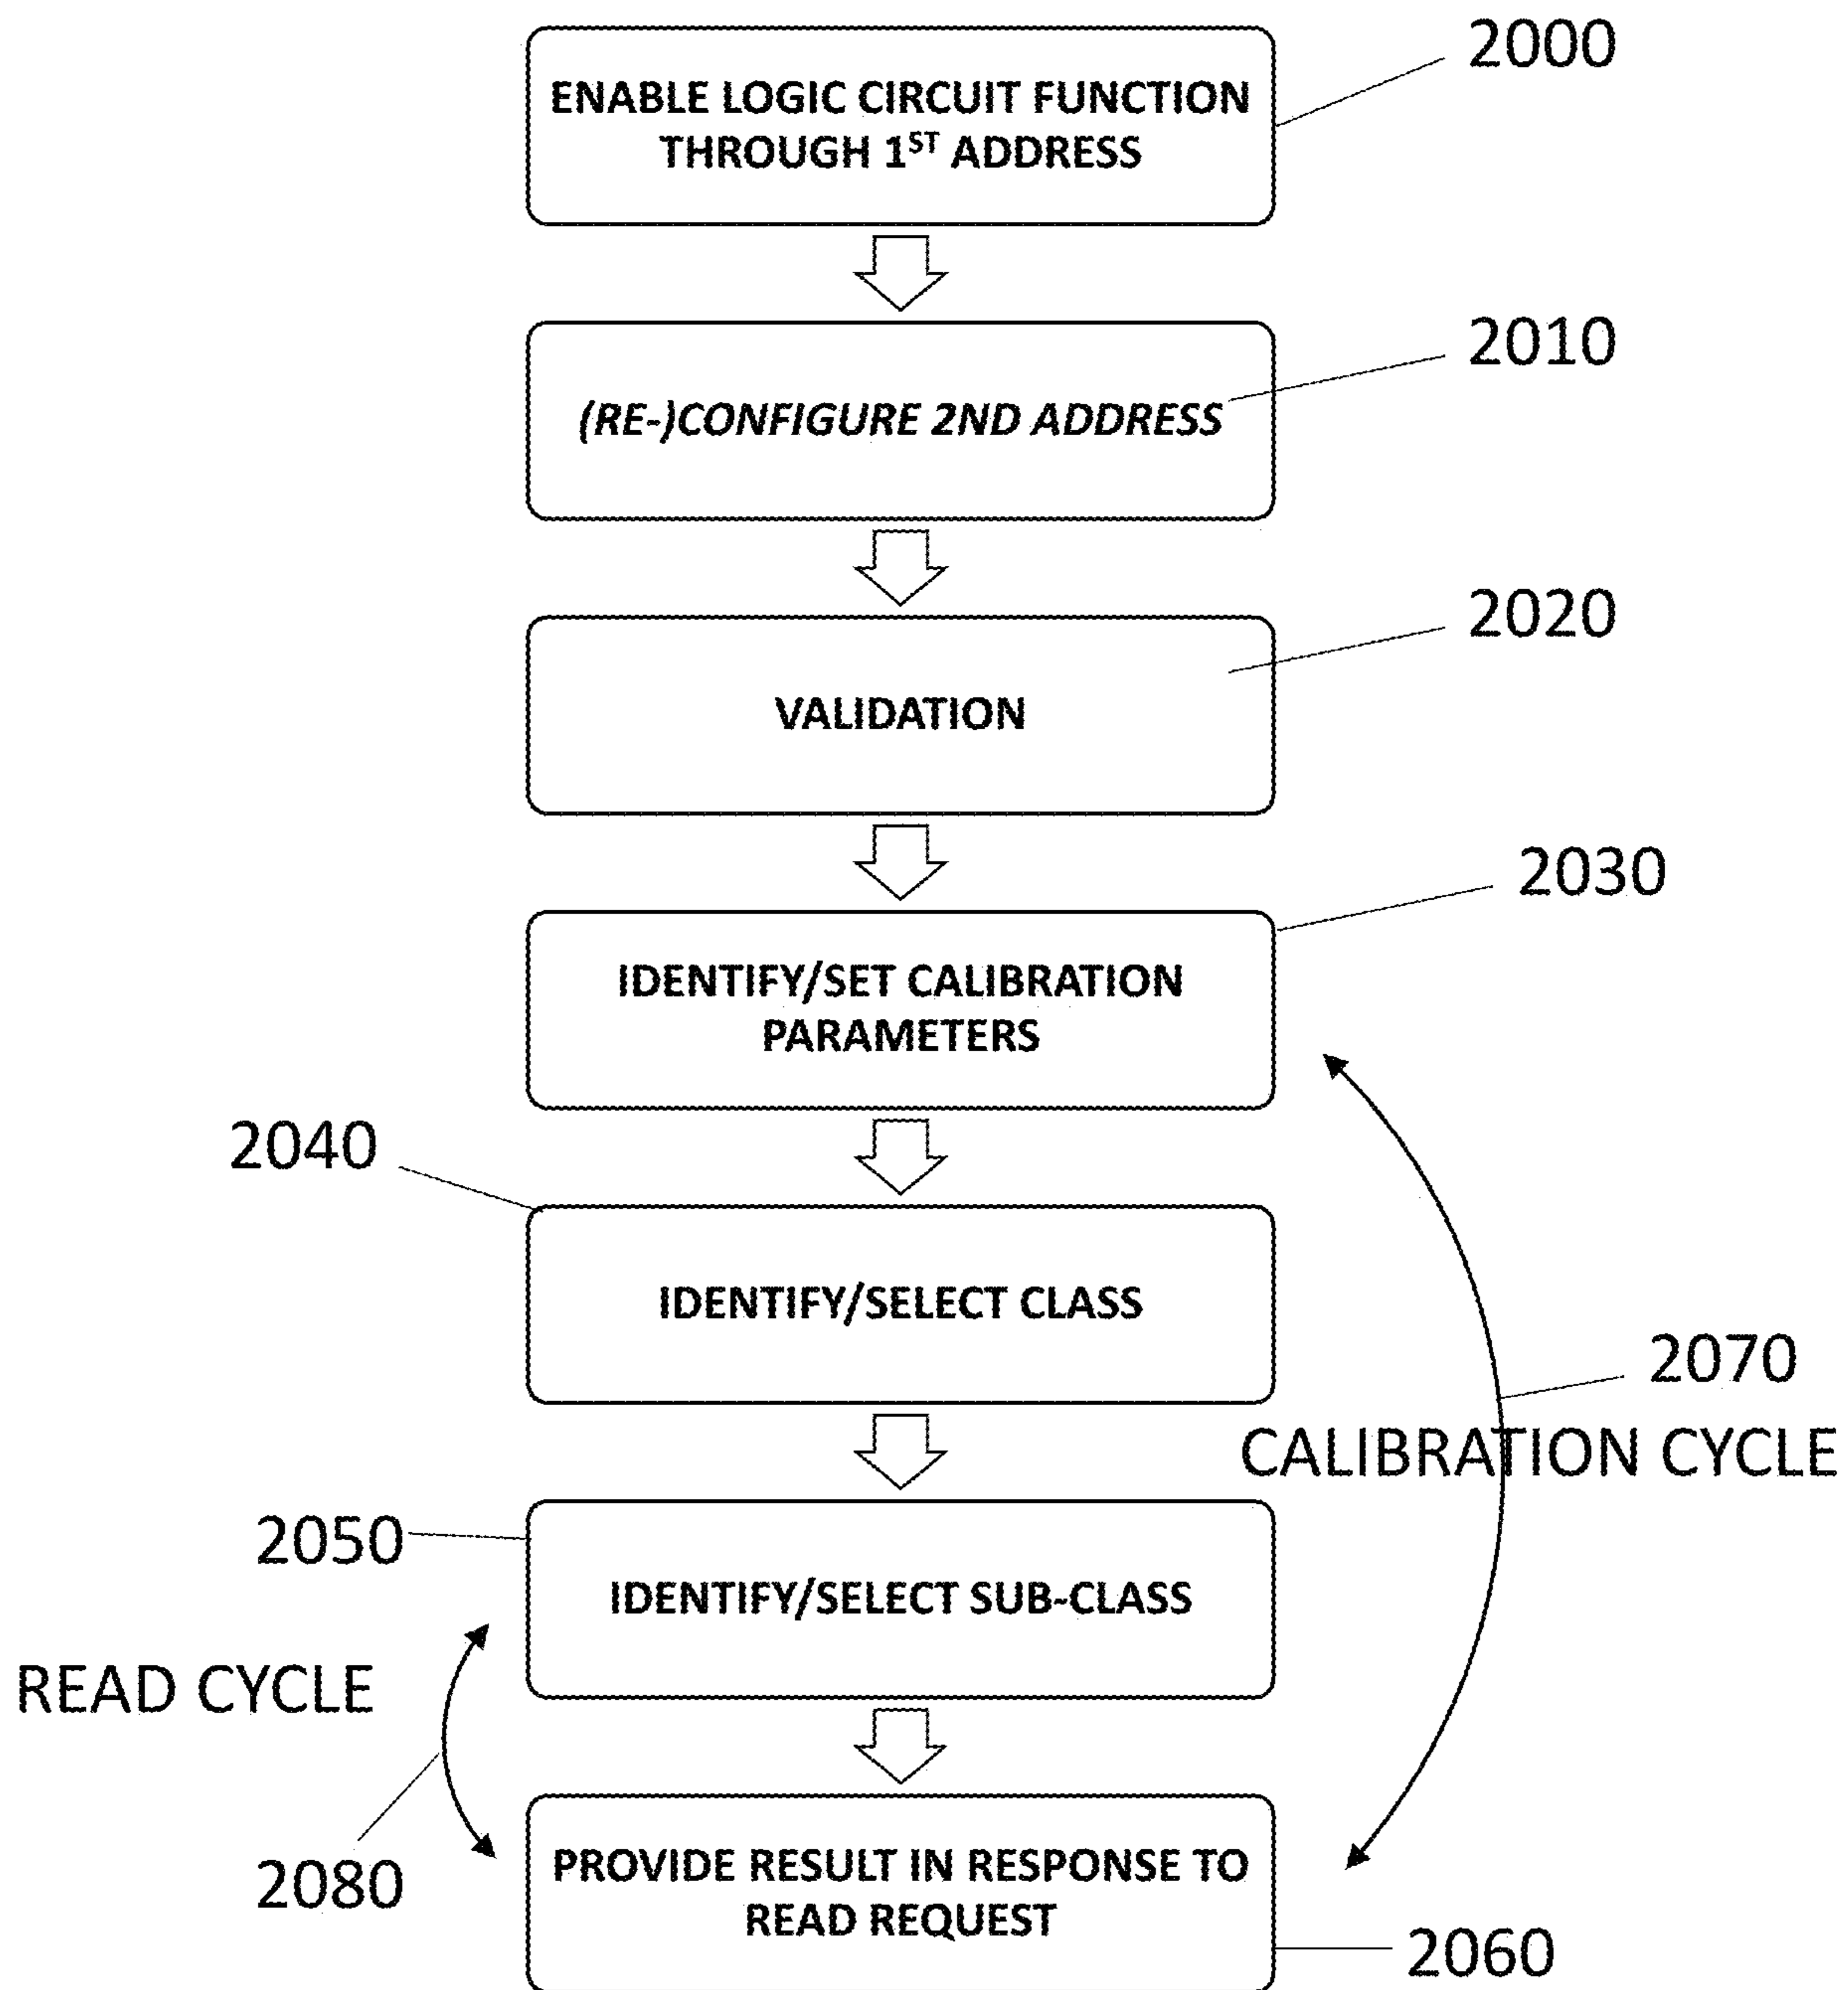 2000
ENABLE LOGIC CIRCUIT FUNCTION
THROUGH 1ST ADDRESS
2010
(RE-)CONFIGURE 2ND ADDRESS
2020
VALIDATION
2030
IDENTIFY/SET CALIBRATION
PARAMETERS
2040
IDENTIFY/SELECT CLASS
2070
CALIBRATION CYCLE
2050
IDENTIFY/SELECT SUB-CLASS
READ CYCLE
2080
PROVIDE RESULT IN RESPONSE TO
READ REQUEST
2060